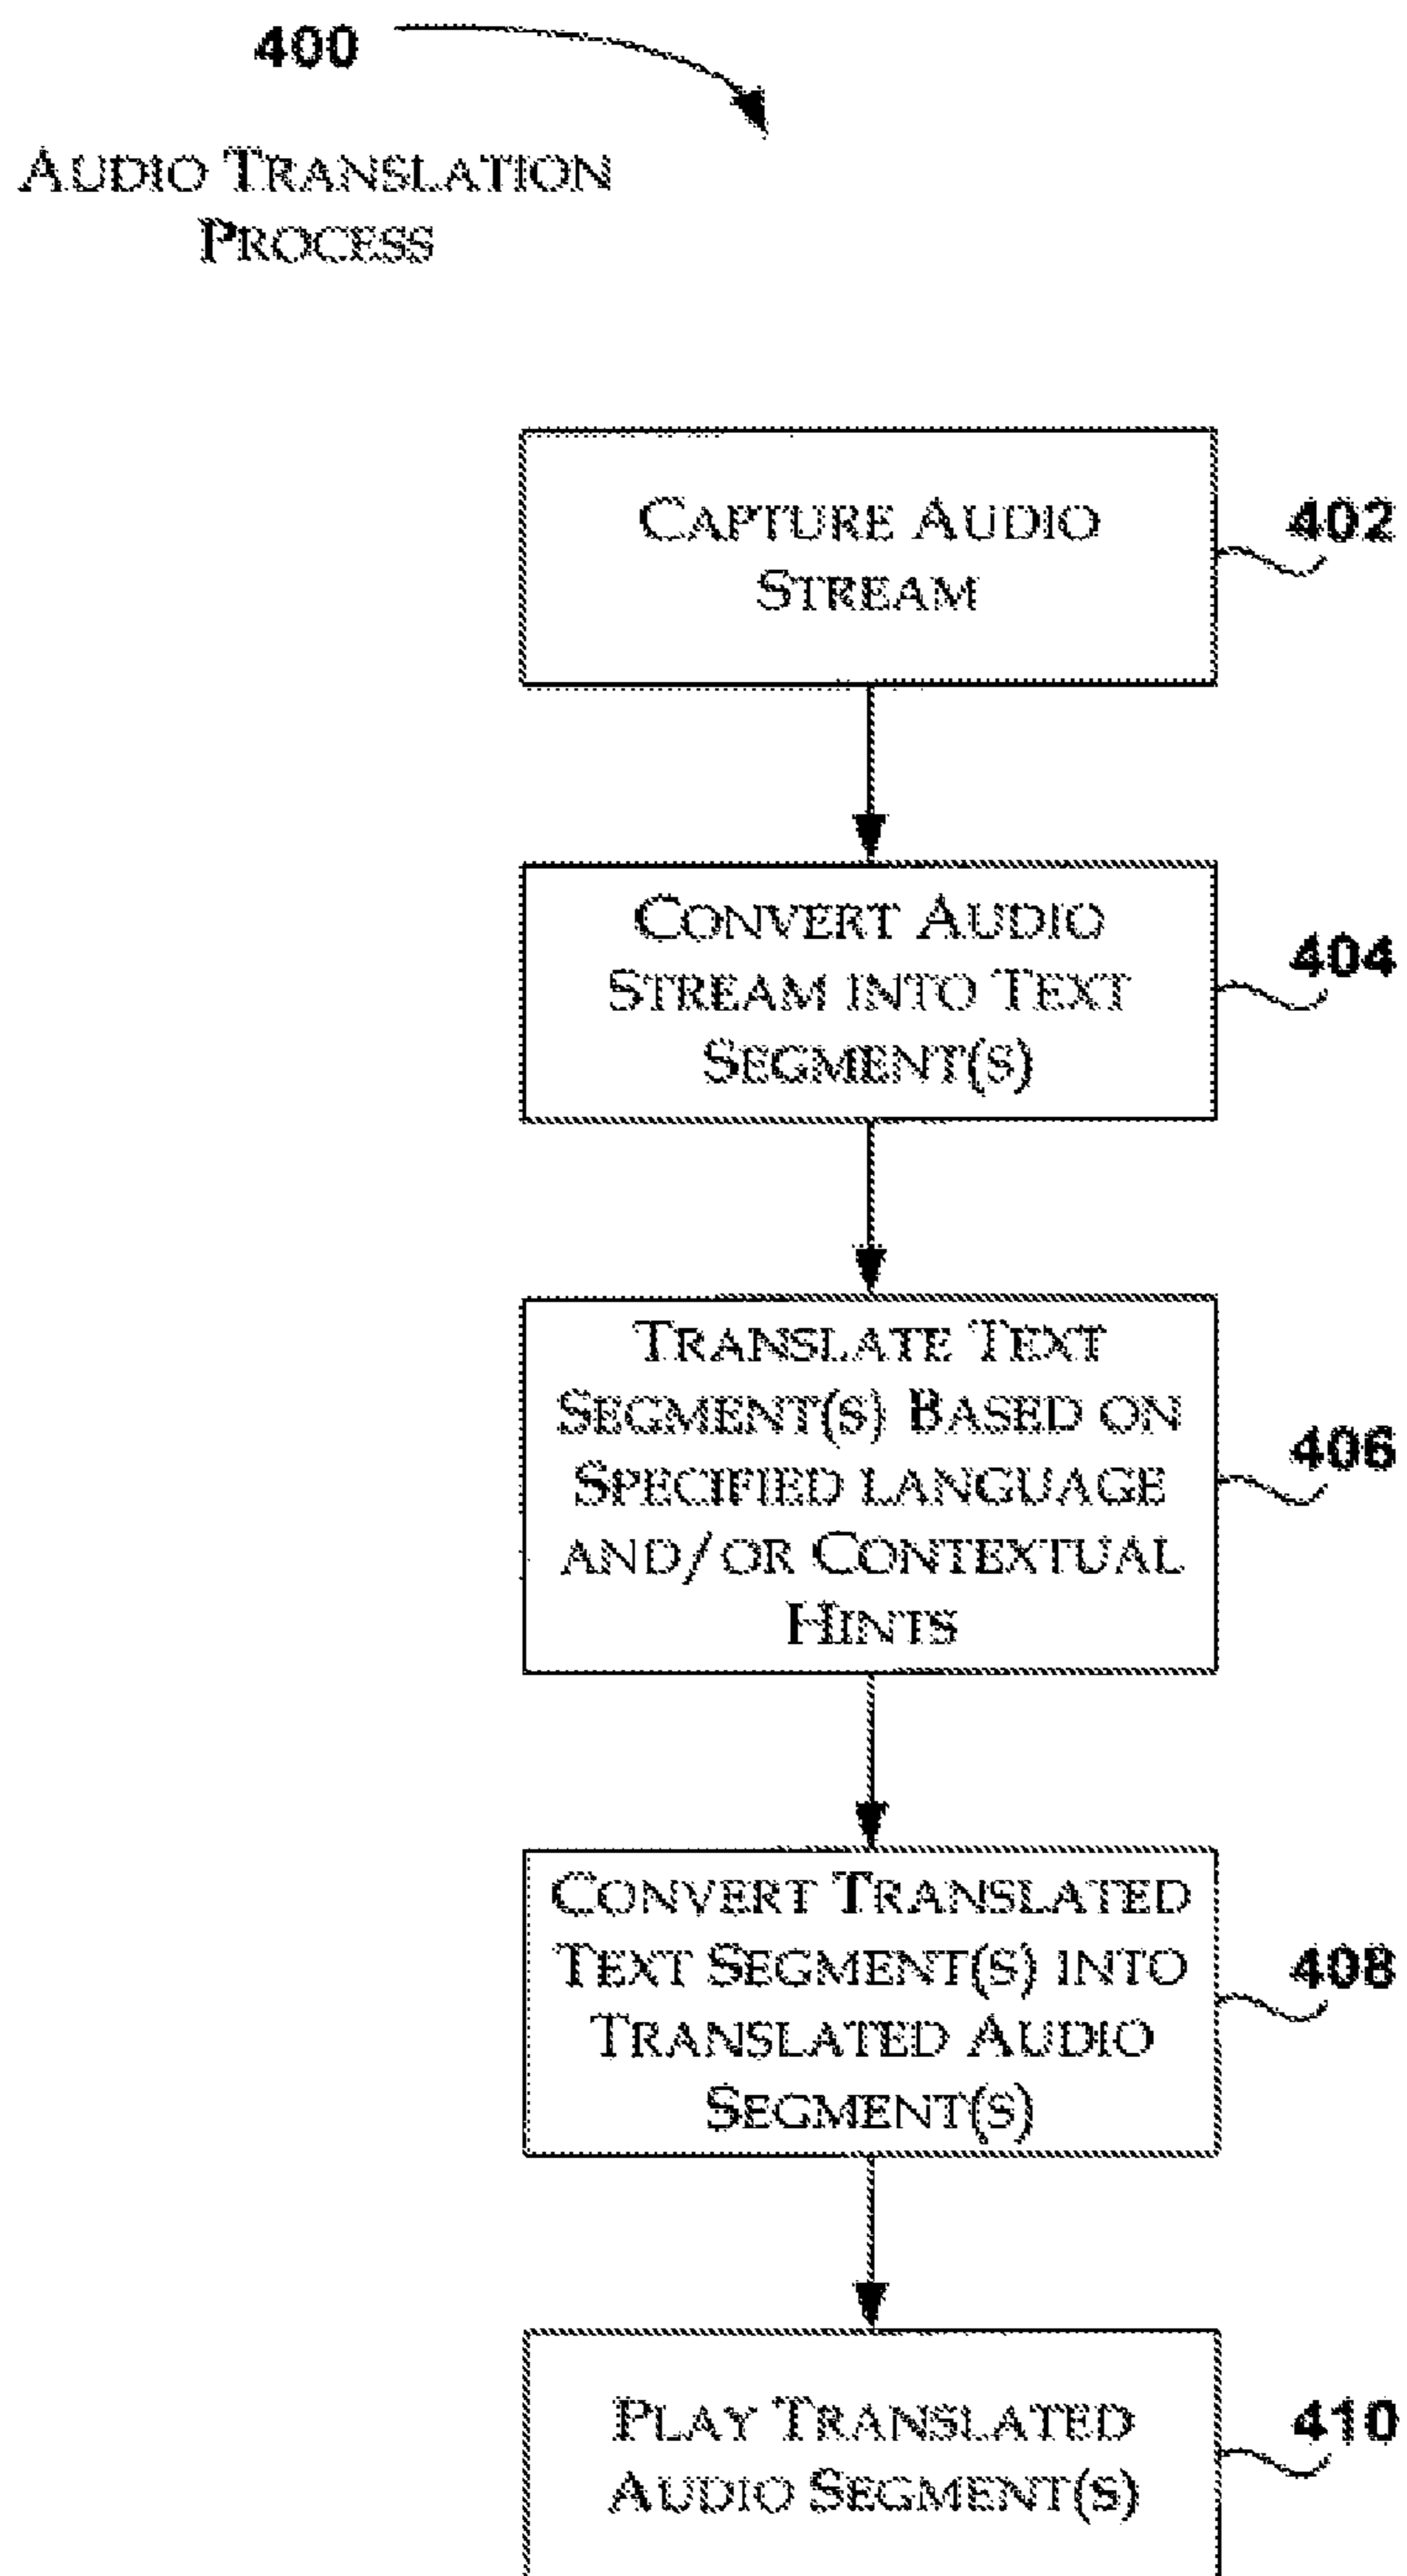 400
AUDIO TRANSLATION
PROCESS
CAPTURE AUDIO
STREAM
402
CONVERT AUDIO
STREAM INTO TEXT
SEGMENT(S)
404
TRANSLATE TEXT
SEGMENT(S) BASED ON
SPECIFIED LANGUAGE
AND/OR CONTEXTUAL
HINTS
406
CONVERT TRANSLATED
TEXT SEGMENT(S) INTO
TRANSLATED AUDIO
SEGMENT(S)
408
PLAY TRANSLATED
AUDIO SEGMENT(S)
410